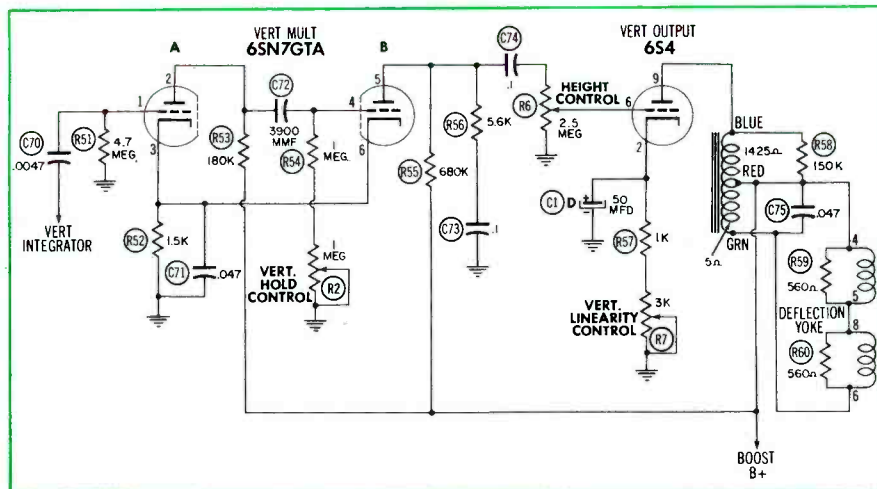 A
VERT MULT
6SN7GTA
B
VERT OUTPUT
6S4
2
5
C74
.1
9
1
C72
4
R6
HEIGHT
CONTROL
6
BLUE
C70
.0047
R51
4.7
MEG
3
R53
180K
3900
MMF
R54
1
MEG.
6
R56
5.6K
2.5
MEG
2
1425Ω
R58
150K
RED
R55
680K
C1 D
+
50
MFD
C75
.047
VERT
INTEGRATOR
R52
1.5K
C71
.047
1
MEG
C73
.1
R57
1K
GRN
5Ω
4
R59
560Ω
5
VERT.
HOLD
CONTROL
R2
VERT.
LINEARITY
CONTROL
3K
R7
DEFLECTION
YOKE
8
R60
560Ω
6
BOOST
B+